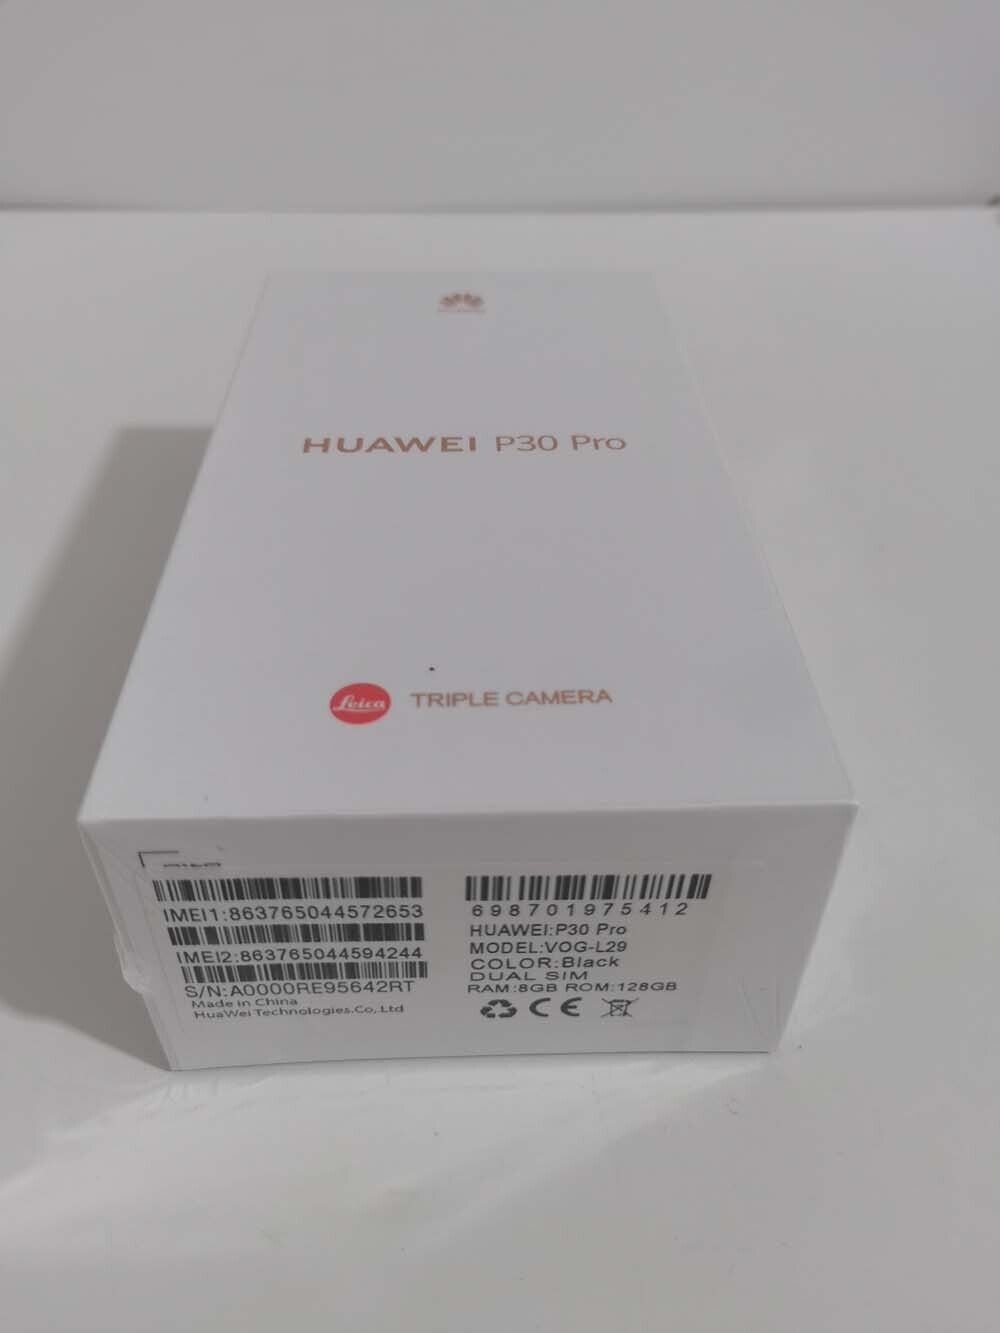 HUAWEI P30 Pro
Leica TRIPLE CAMERA
IMEI1:863765044572653
IMEI2:863765044594244
S/N:A0000RE95642RT
Made in China
HuaWei Technologies.Co,.Ltd
698701975412
HUAWEI:P30 Pro
MODEL:VOG-L29
COLOR:Black
DUAL SIM
RAM:8GB ROM:128GB
CE